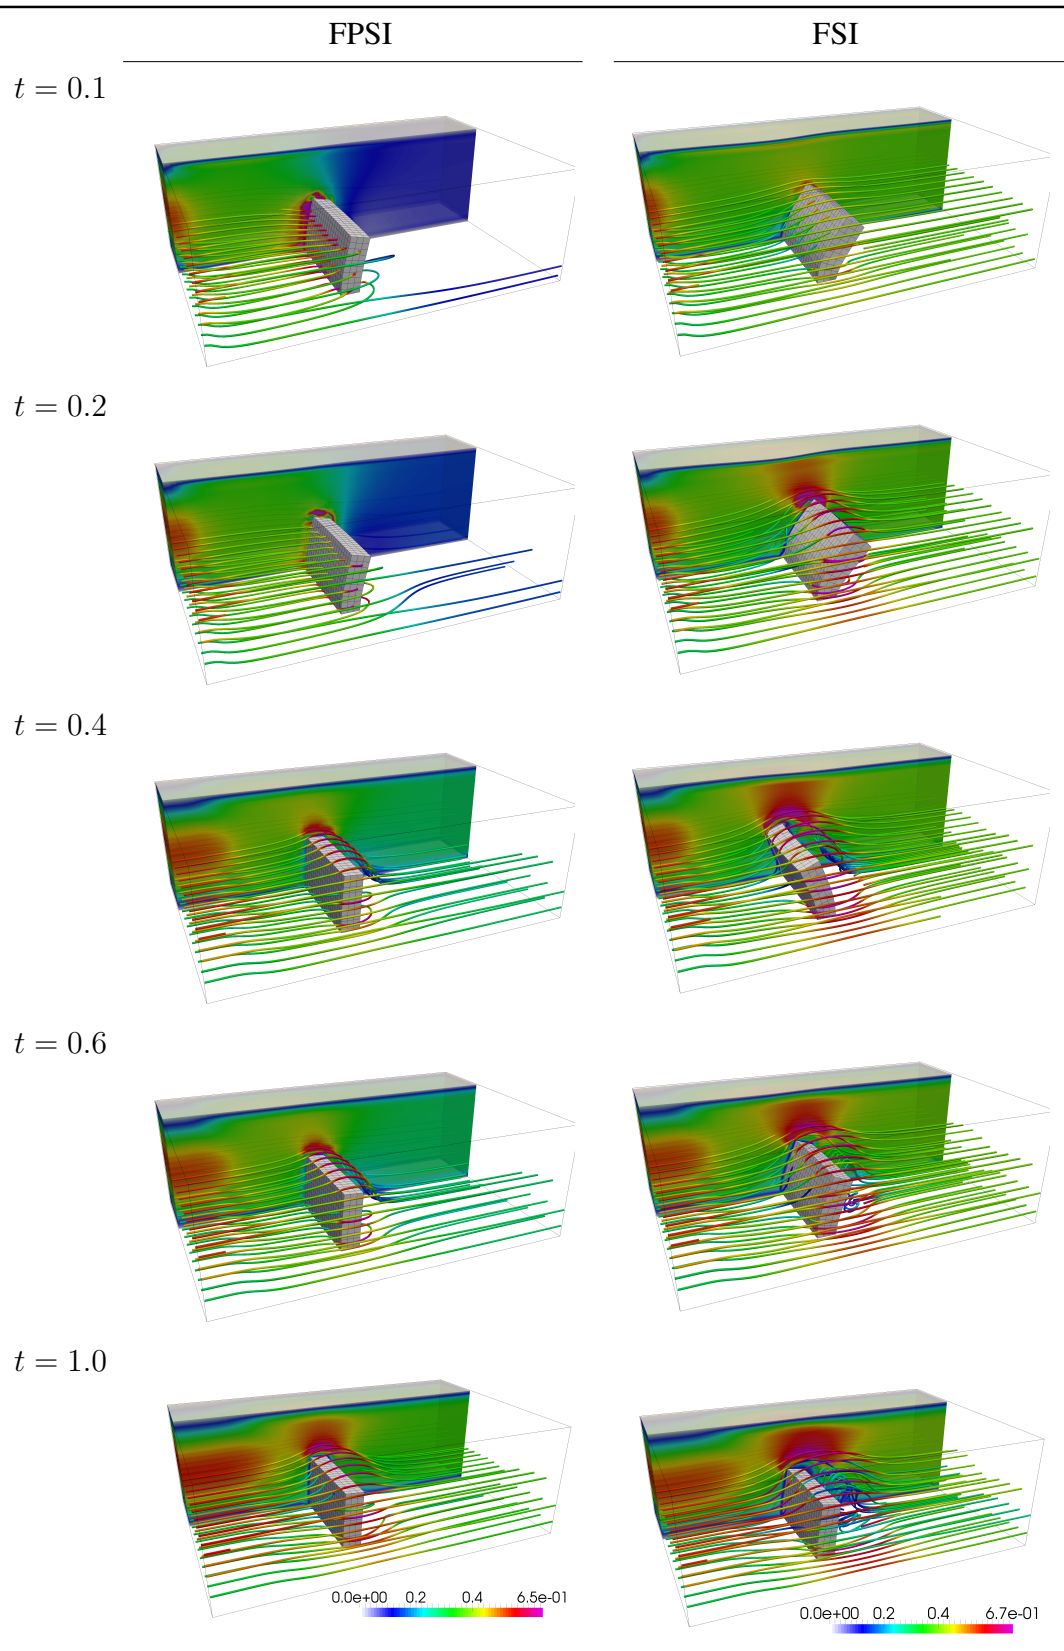 FPSI FSI
t = 0.1
t = 0.2
t = 0.4
t = 0.6
t = 1.0
0.0e+00 0.2 0.4 6.5e-01
0.0e+00 0.2 0.4 6.7e-01